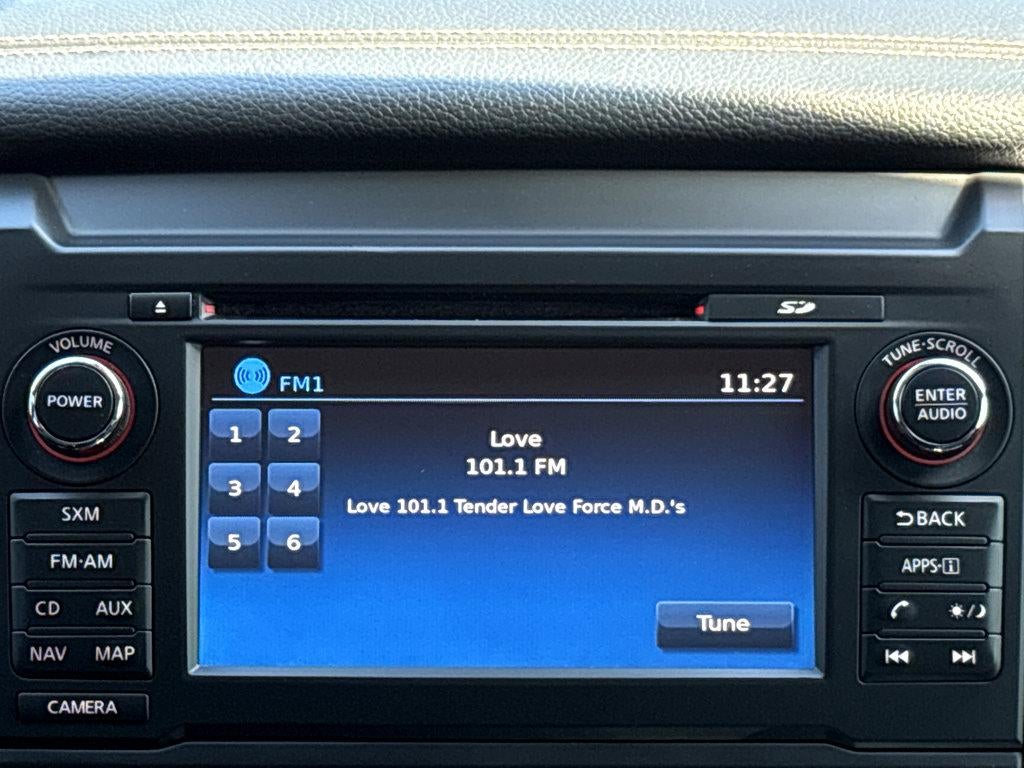 SD
VOLUME
POWER
TUNE·SCROLL
ENTER
AUDIO
FM1
11:27
1 2
3 4
5 6
Love
101.1 FM
Love 101.1 Tender Love Force M.D.'s
Tune
SXM
FM·AM
CD AUX
NAV MAP
CAMERA
BACK
APPS·i